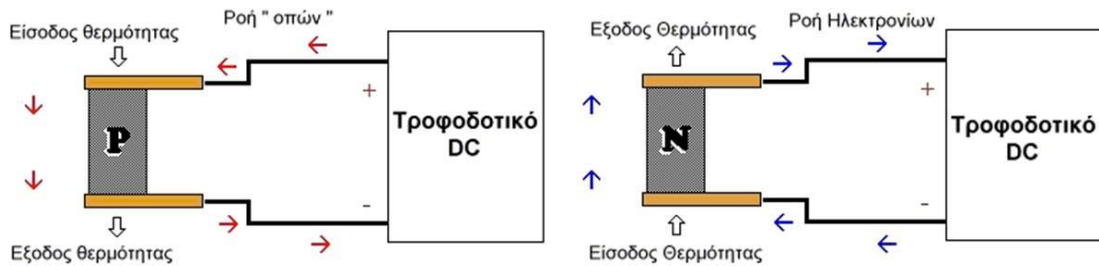 Είσοδος θερμότητας
Ροή " οπών "
+
P
Τροφοδοτικό
DC
-
Εξοδος θερμότητας
Εξοδος Θερμότητας
Ροή Ηλεκτρονίων
+
N
Τροφοδοτικό
DC
-
Είσοδος Θερμότητας